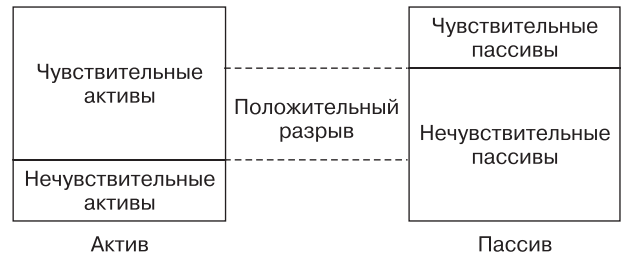 Чувствительные
активы
Нечувствительные
активы
Актив
Положительный
разрыв
Чувствительные
пассивы
Нечувствительные
пассивы
Пассив